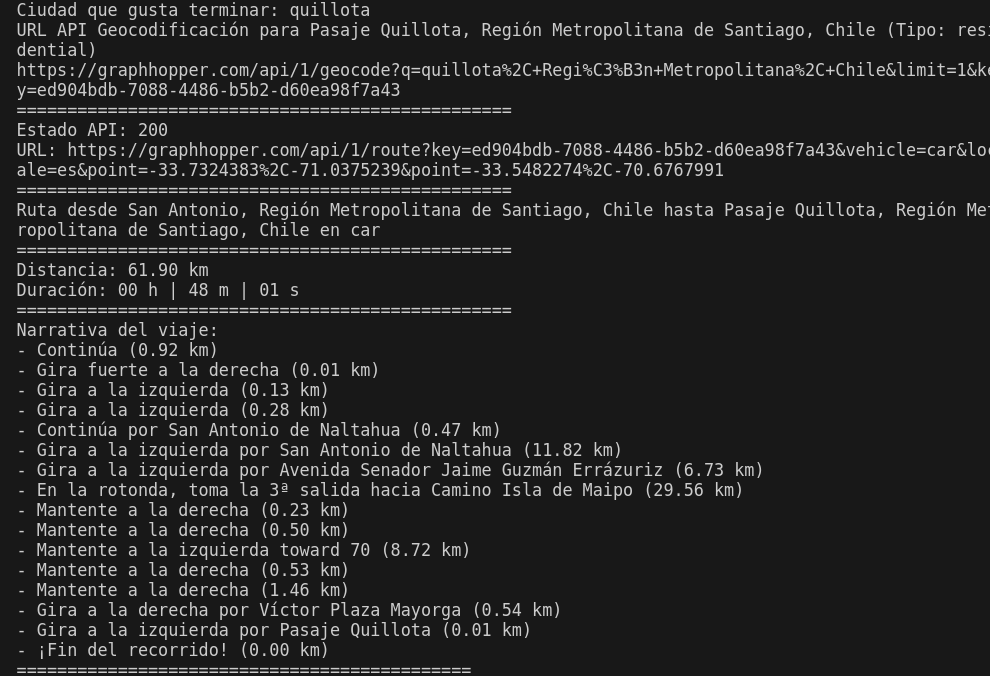 Ciudad que gusta terminar: quillota
URL API Geocodificación para Pasaje Quillota, Región Metropolitana de Santiago, Chile (Tipo: resi
dential)
https://graphhopper.com/api/1/geocode?q=quillota%2C+Regi%C3%B3n+Metropolitana%2C+Chile&limit=1&ke
y=ed904bdb-7088-4486-b5b2-d60ea98f7a43
=================================================
Estado API: 200
URL: https://graphhopper.com/api/1/route?key=ed904bdb-7088-4486-b5b2-d60ea98f7a43&vehicle=car&loc
ale=es&point=-33.7324383%2C-71.0375239&point=-33.5482274%2C-70.6767991
=================================================
Ruta desde San Antonio, Región Metropolitana de Santiago, Chile hasta Pasaje Quillota, Región Met
ropolitana de Santiago, Chile en car
=================================================
Distancia: 61.90 km
Duración: 00 h | 48 m | 01 s
=================================================
Narrativa del viaje:
- Continúa (0.92 km)
- Gira fuerte a la derecha (0.01 km)
- Gira a la izquierda (0.13 km)
- Gira a la izquierda (0.28 km)
- Continúa por San Antonio de Naltahua (0.47 km)
- Gira a la izquierda por San Antonio de Naltahua (11.82 km)
- Gira a la izquierda por Avenida Senador Jaime Guzmán Errázuriz (6.73 km)
- En la rotonda, toma la 3ª salida hacia Camino Isla de Maipo (29.56 km)
- Mantente a la derecha (0.23 km)
- Mantente a la derecha (0.50 km)
- Mantente a la izquierda toward 70 (8.72 km)
- Mantente a la derecha (0.53 km)
- Mantente a la derecha (1.46 km)
- Gira a la derecha por Víctor Plaza Mayorga (0.54 km)
- Gira a la izquierda por Pasaje Quillota (0.01 km)
- ¡Fin del recorrido! (0.00 km)
=============================================